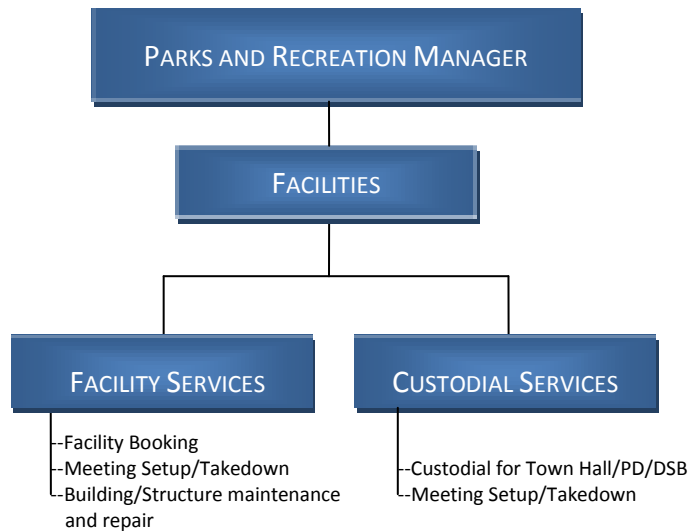 PARKS AND RECREATION MANAGER
FACILITIES
FACILITY SERVICES
--Facility Booking
--Meeting Setup/Takedown
--Building/Structure maintenance
and repair
CUSTODIAL SERVICES
--Custodial for Town Hall/PD/DSB
--Meeting Setup/Takedown